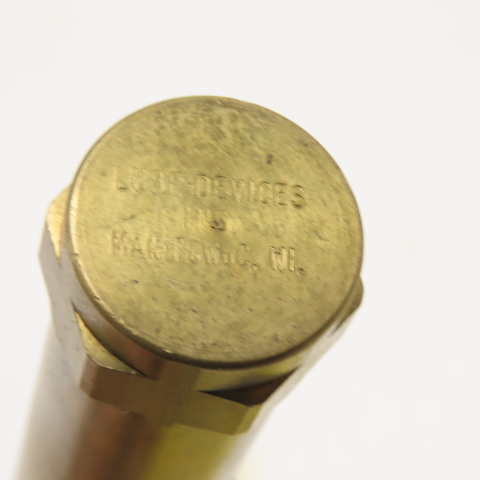 LUBE DEVICES
MANITOWOC, WI.